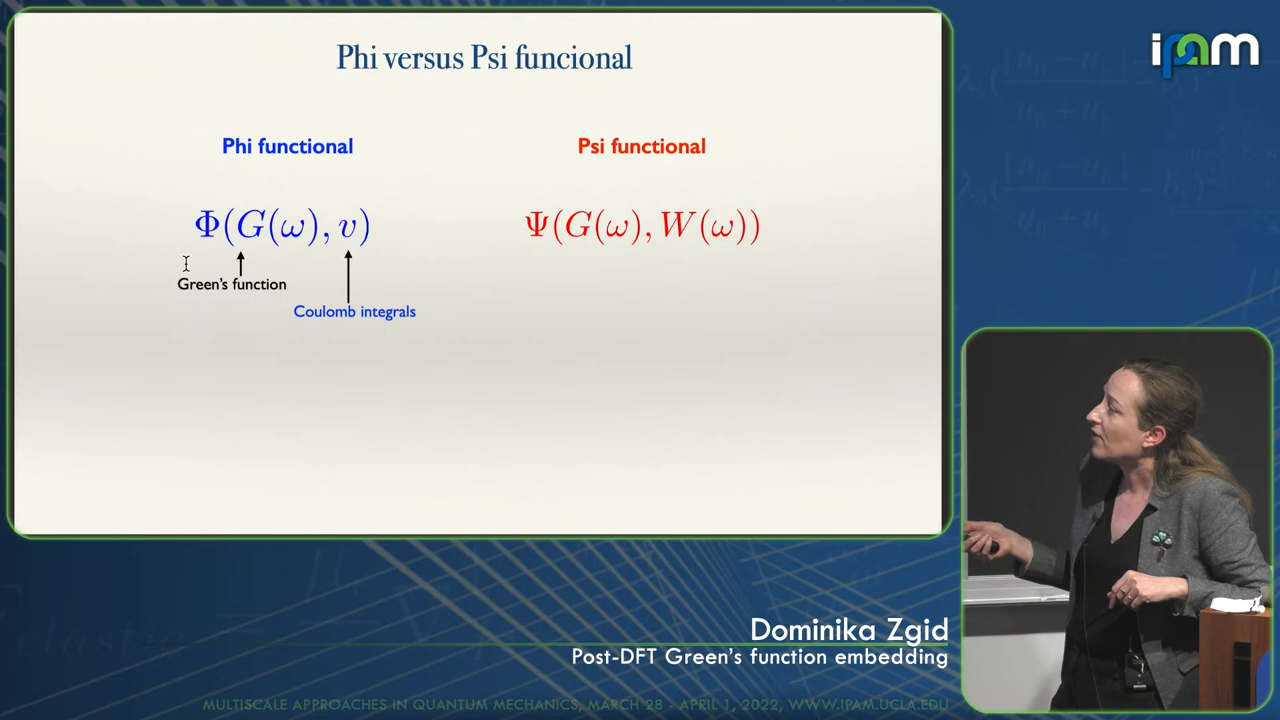 Phi versus Psi funcional
ipam
Phi functional
Psi functional
Φ(G(ω), v)
Ψ(G(ω), W(ω))
Green's function
Coulomb integrals
Dominika Zgid
Post-DFT Green's function embedding
MULTISCALE APPROACHES IN QUANTUM MECHANICS, MARCH 28 - APRIL 1, 2022, WWW.IPAM.UCLA.EDU